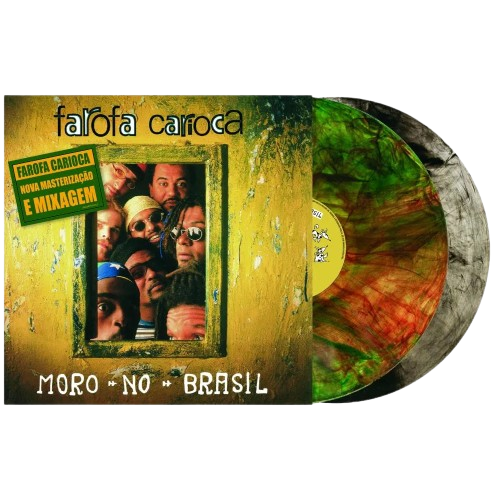 farofa carioca
FAROFA CARIOCA
NOVA MASTERIZAÇÃO
E MIXAGEM
MORO NO BRASIL